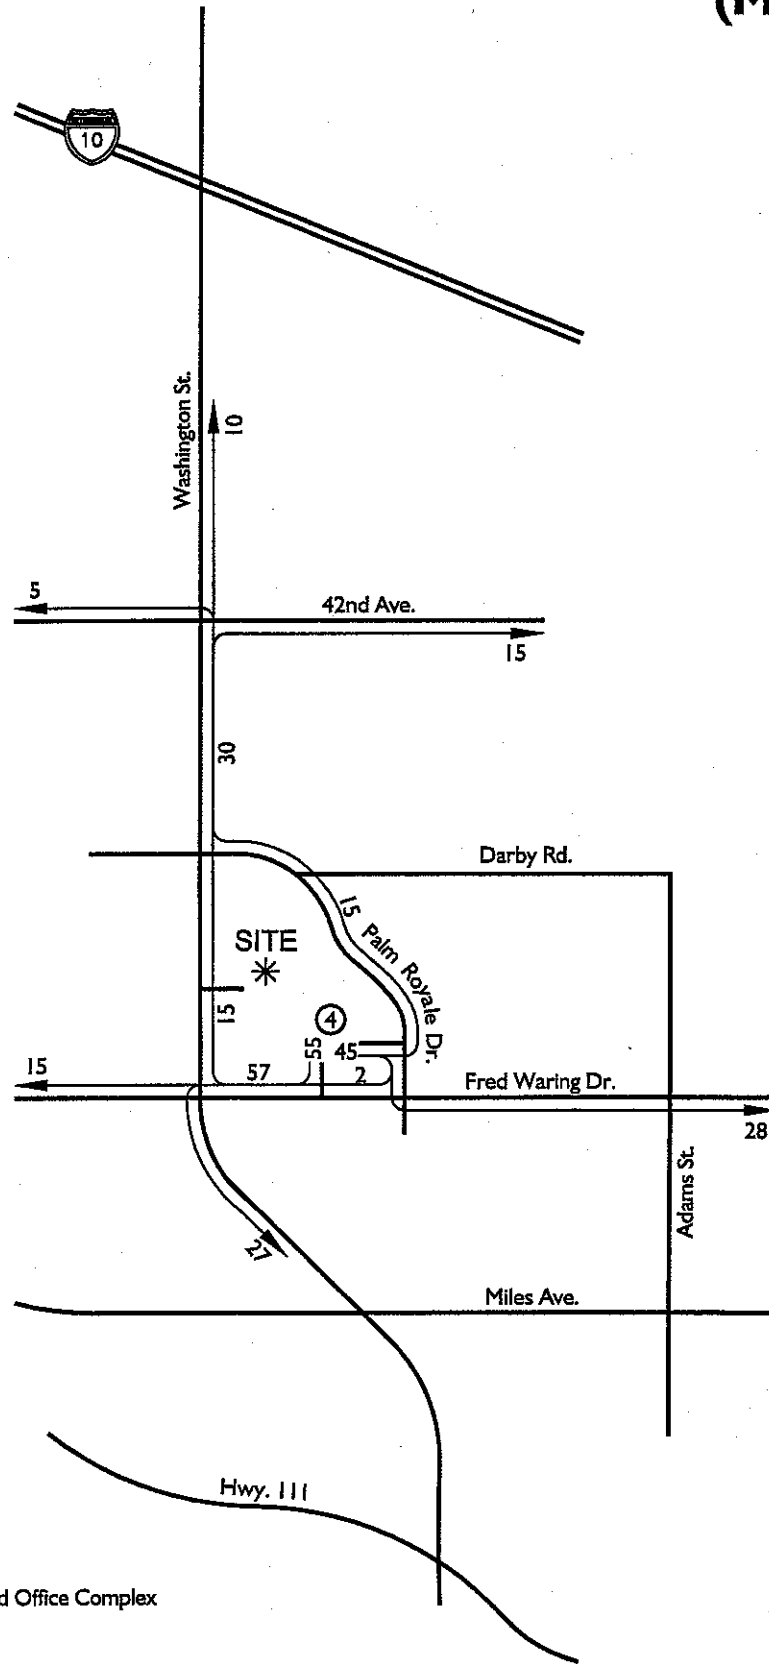 (M
10
Washington St.
10
5
42nd Ave.
15
30
Darby Rd.
15
Palm Royale Dr.
SITE
15
4
55
45
57
2
15
Fred Waring Dr.
28
Adams St.
27
Miles Ave.
Hwy. 111
d Office Complex